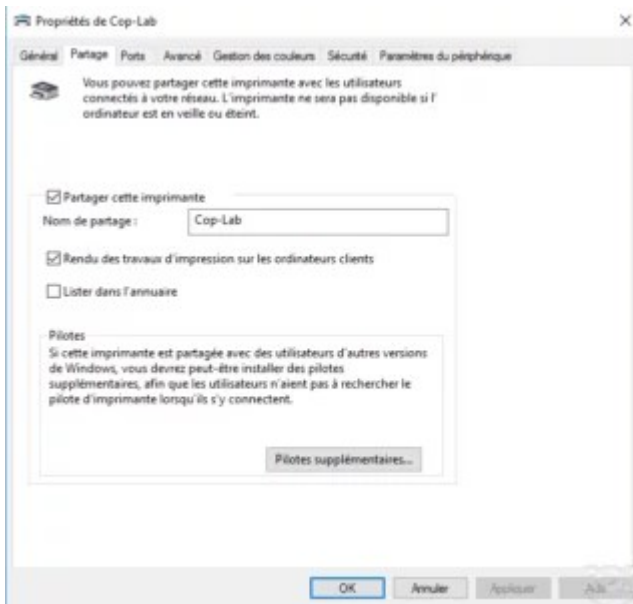 Propriétés de Cop-Lab
Général Partage Ports Avancé Gestion des couleurs Sécurité Paramètres du périphérique
Vous pouvez partager cette imprimante avec les utilisateurs
connectés à votre réseau. L'imprimante ne sera pas disponible si l'
ordinateur est en veille ou éteint.
Partager cette imprimante
Nom de partage : Cop-Lab
Rendu des travaux d'impression sur les ordinateurs clients
Lister dans l'annuaire
Pilotes
Si cette imprimante est partagée avec des utilisateurs d'autres versions
de Windows, vous devrez peut-être installer des pilotes
supplémentaires, afin que les utilisateurs n'aient pas à rechercher le
pilote d'imprimante lorsqu'ils s'y connectent.
Pilotes supplémentaires...
OK Annuler Appliquer